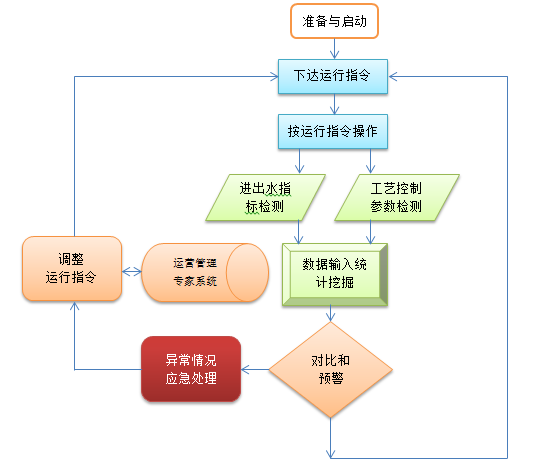 准备与启动
下达运行指令
按运行指令操作
进出水指
标检测
工艺控制
参数检测
调整
运行指令
运营管理
专家系统
数据输入统
计挖掘
异常情况
应急处理
对比和
预警